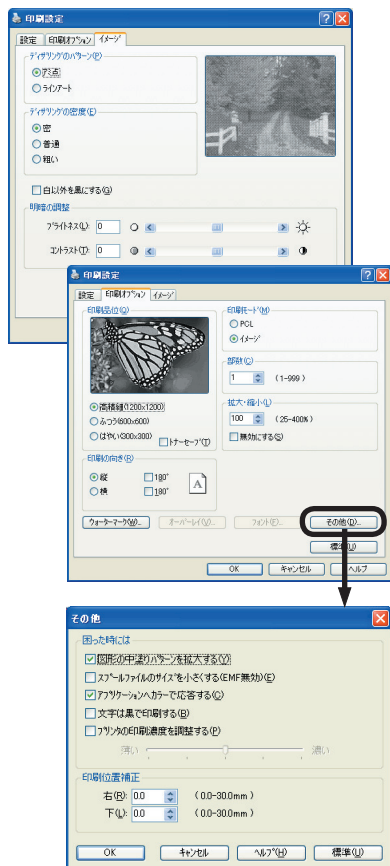 印刷設定
設定 印刷オプション イメージ
ディザリングのパターン(P)
網点
ラインアート
ディザリングの密度(E)
密
普通
粗い
白以外を黒にする(G)
明暗の調整
ブライトネス(L): 0
コントラスト(T): 0
印刷設定
設定 印刷オプション イメージ
印刷品位(Q)
高精細(1200x1200)
ふつう(600x600)
はやい(300x300)
トナーセーブ(T)
印刷の向き(R)
縦 180°
横 180°
A
印刷モード(M)
PCL
イメージ
部数(C)
1 (1-999)
拡大・縮小(L)
100 (25-400%)
無効にする(S)
ウォーターマーク(W)... オーバーレイ(V)... フォント(F)... その他(D)...
標準(U)
OK キャンセル ヘルプ
その他
困った時には
図形の中塗りパターンを拡大する(Y)
スプールファイルのサイズを小さくする(EMF無効)(E)
アプリケーションへカラーで応答する(C)
文字は黒で印刷する(B)
プリンタの印刷濃度を調整する(P)
薄い 濃い
印刷位置補正
右(R): 0.0 (0.0-30.0mm)
下(L): 0.0 (0.0-30.0mm)
OK キャンセル ヘルプ(H) 標準(U)